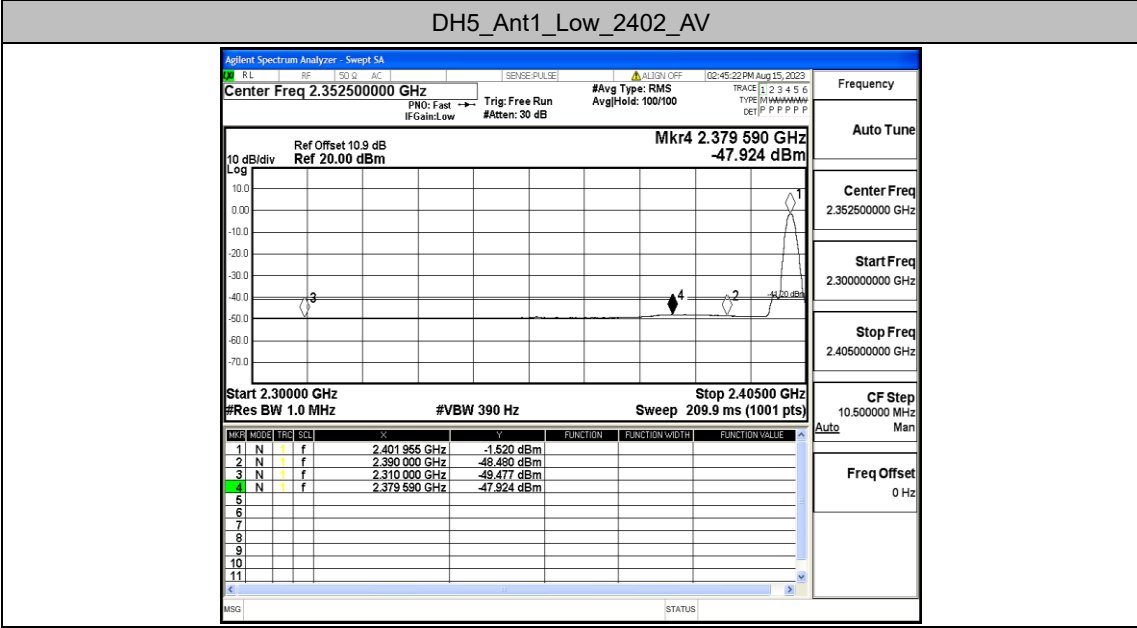 DH5_Ant1_Low_2402_AV
Agilent Spectrum Analyzer - Swept SA
RL RF 50 Ω AC SENSE:PULSE ALIGN OFF 02:45:22 PM Aug 15, 2023
Center Freq 2.352500000 GHz
PNO: Fast
IFGain:Low
Trig: Free Run
#Atten: 30 dB
#Avg Type: RMS
Avg|Hold: 100/100
TRACE 1 2 3 4 5 6
TYPE M
DET P P P P P P
Mkr4 2.379 590 GHz
-47.924 dBm
Ref Offset 10.9 dB
10 dB/div Ref 20.00 dBm
Log
10.0
0.00
-10.0
-20.0
-30.0
-40.0
-50.0
-60.0
-70.0
1
3
4
2
-41.20 dBm
Start 2.30000 GHz Stop 2.40500 GHz
#Res BW 1.0 MHz #VBW 390 Hz Sweep 209.9 ms (1001 pts)
MKR MODE TRC SCL X Y FUNCTION FUNCTION WIDTH FUNCTION VALUE
1 N 1 f 2.401 955 GHz -1.520 dBm
2 N 1 f 2.390 000 GHz -48.480 dBm
3 N 1 f 2.310 000 GHz -49.477 dBm
4 N 1 f 2.379 590 GHz -47.924 dBm
5
6
7
8
9
10
11
MSG STATUS
Frequency
Auto Tune
Center Freq
2.352500000 GHz
Start Freq
2.300000000 GHz
Stop Freq
2.405000000 GHz
CF Step
10.500000 MHz
Auto Man
Freq Offset
0 Hz